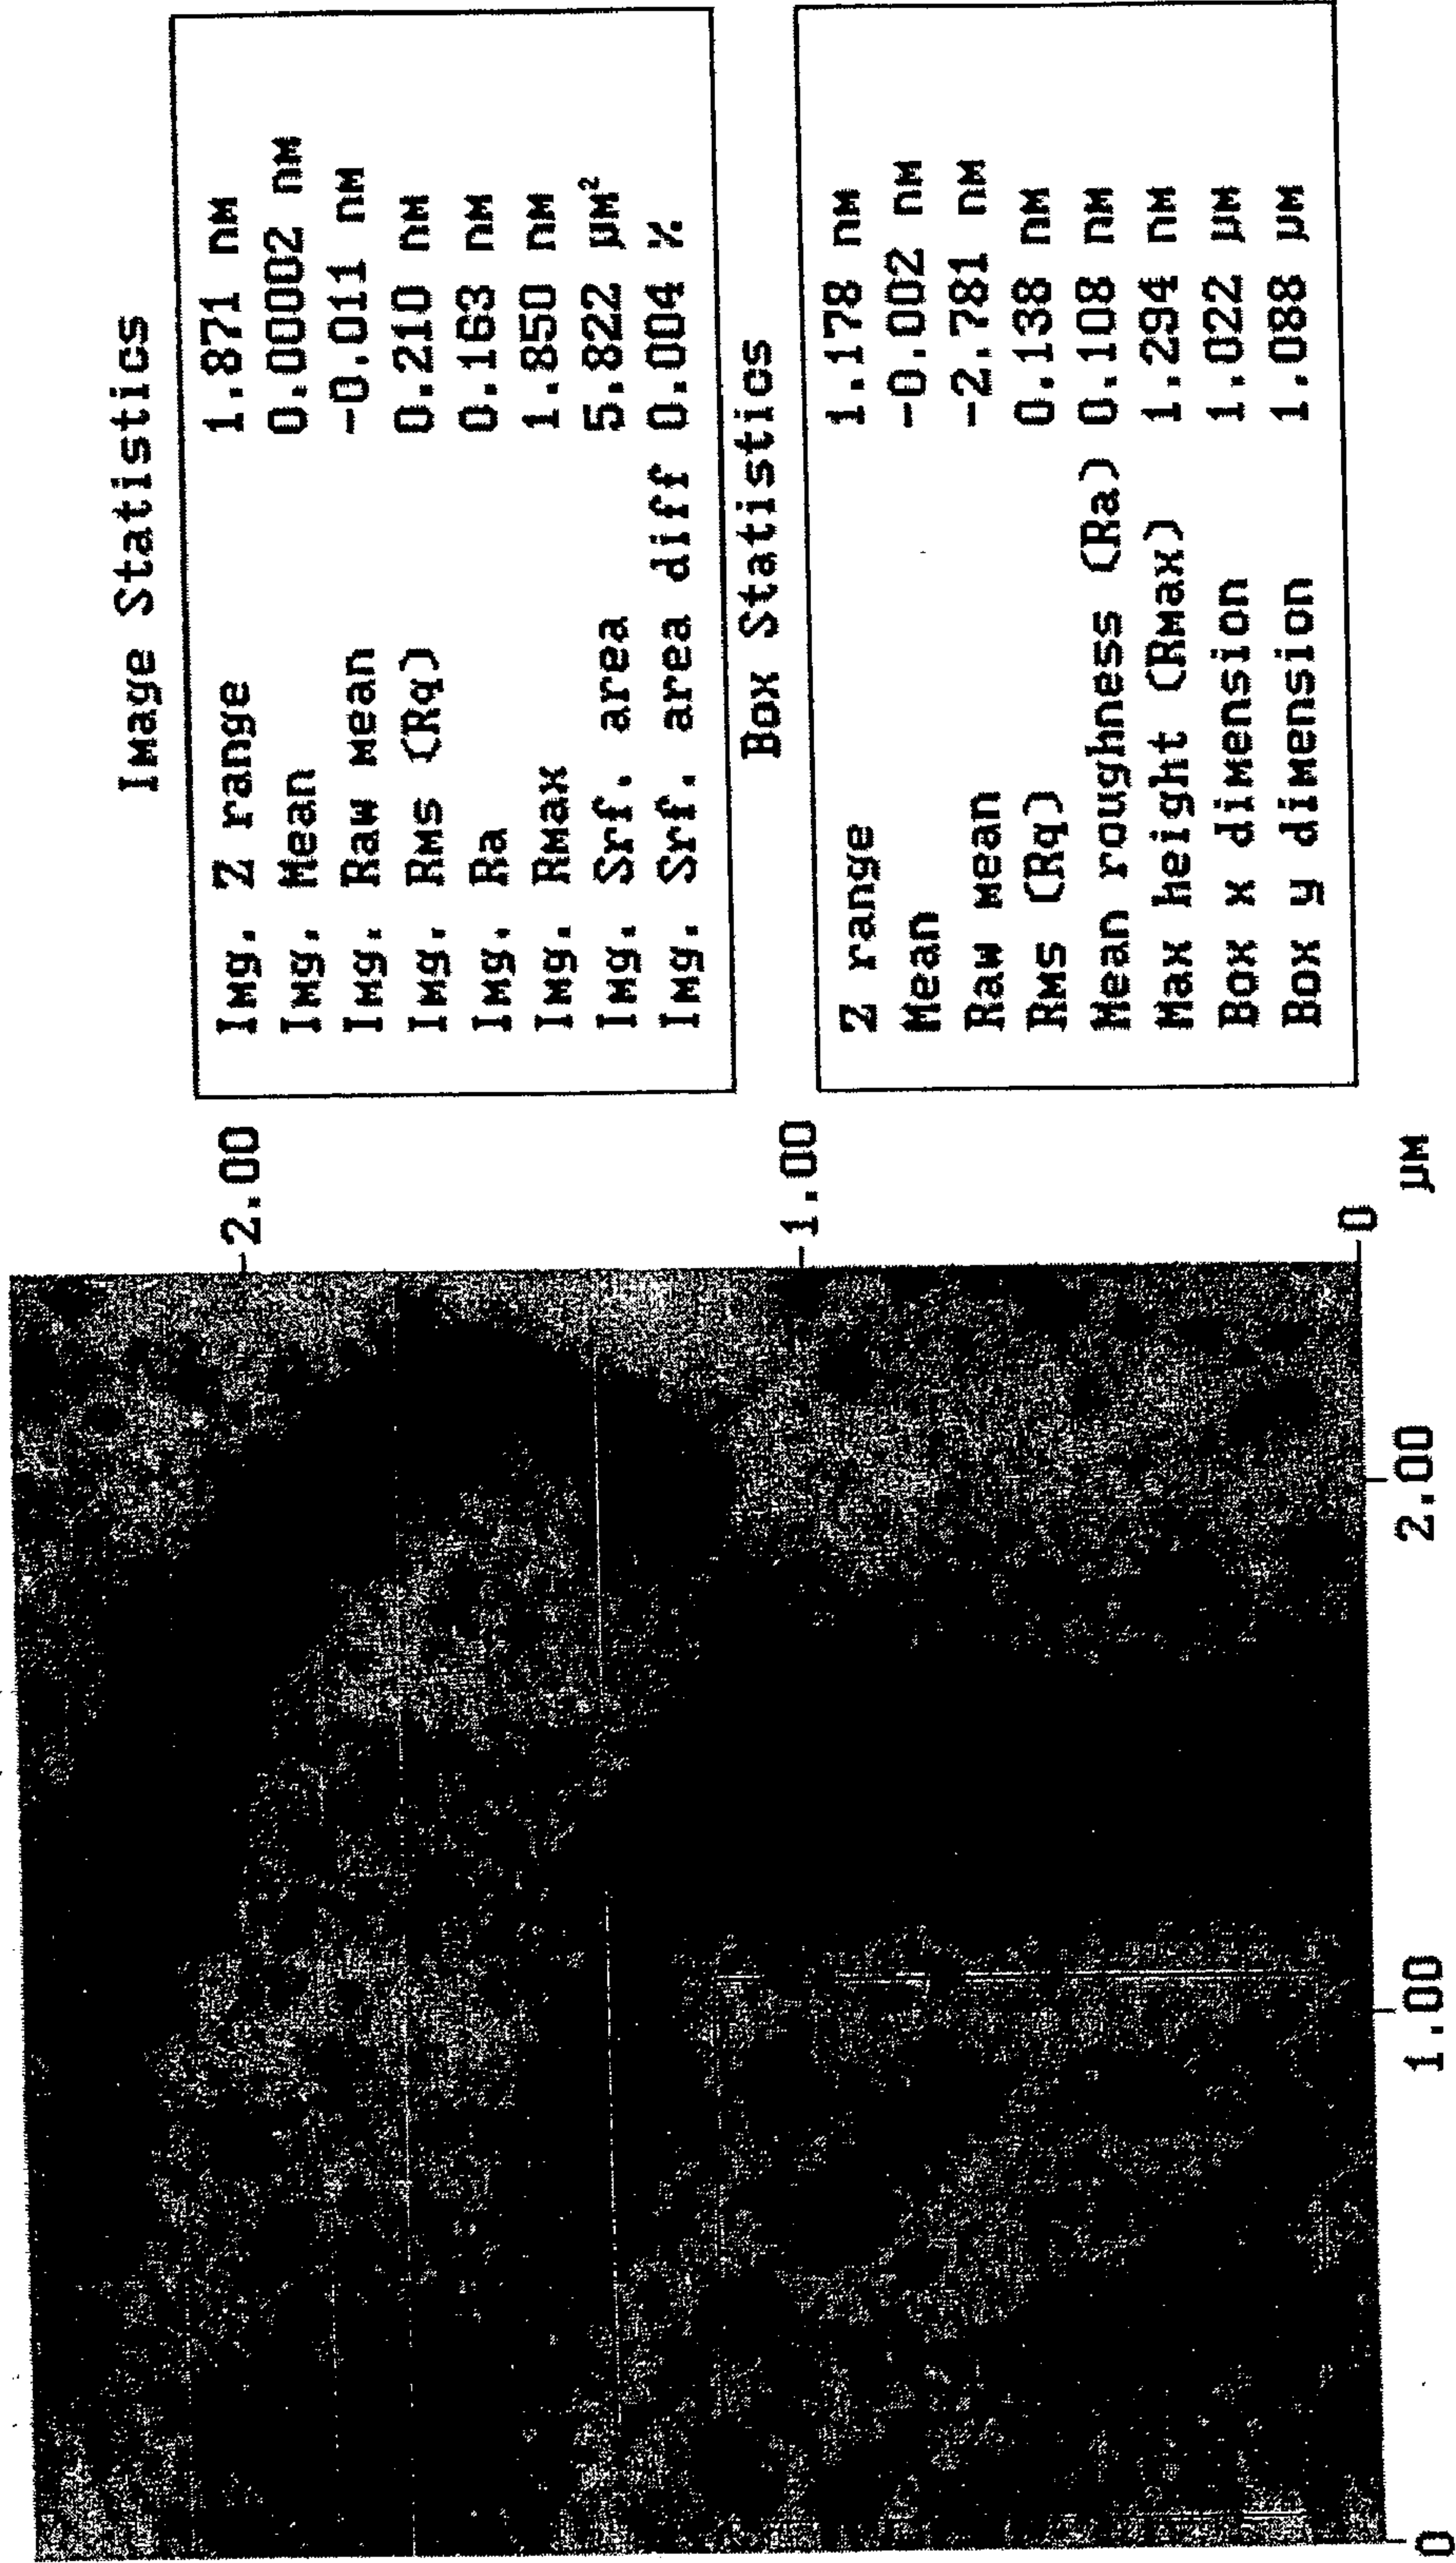 Image Statistics
Img. Z range 1.871 nM
Img. Mean 0.00002 nM
Img. Raw mean -0.011 nM
Img. Rms (Rq) 0.210 nM
Img. Ra 0.163 nM
Img. Rmax 1.850 nM
Img. Srf. area 5.822 µM²
Img. Srf. area diff 0.004 %
Box Statistics
Z range 1.178 nM
Mean -0.002 nM
Raw mean -2.781 nM
Rms (Rq) 0.138 nM
Mean roughness (Ra) 0.108 nM
Max height (Rmax) 1.294 nM
Box x dimension 1.022 µM
Box y dimension 1.088 µM
2.00
1.00
0
0 1.00 2.00 µM